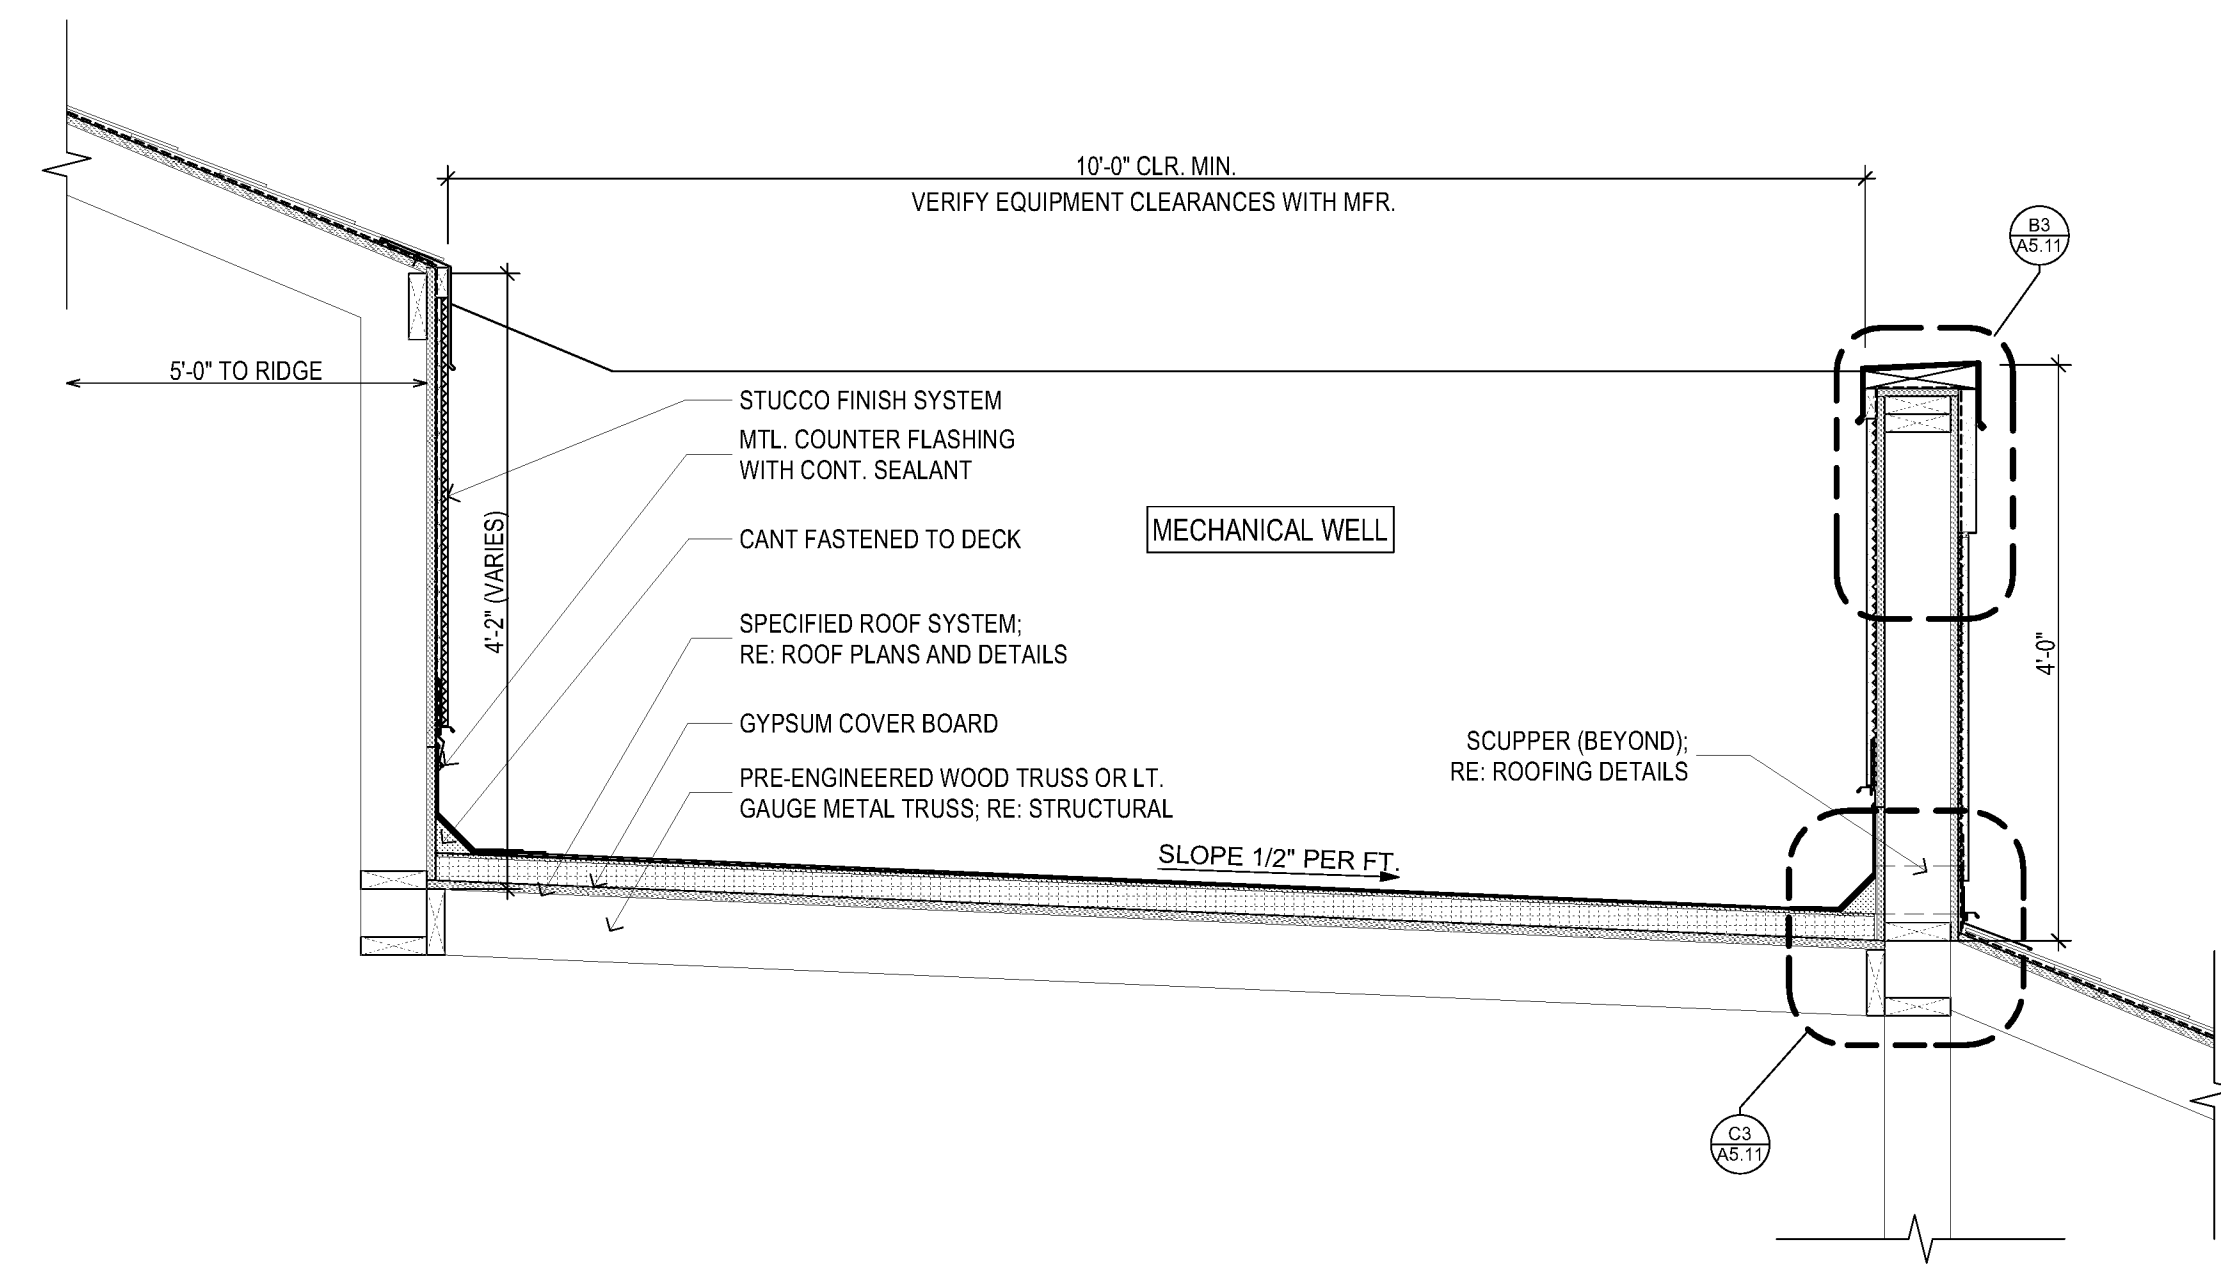 10'-0" CLR. MIN.
VERIFY EQUIPMENT CLEARANCES WITH MFR.
B3
A5.11
5'-0" TO RIDGE
STUCCO FINISH SYSTEM
MTL. COUNTER FLASHING
WITH CONT. SEALANT
CANT FASTENED TO DECK
MECHANICAL WELL
4'-2" (VARIES)
SPECIFIED ROOF SYSTEM;
RE: ROOF PLANS AND DETAILS
4'-0"
GYPSUM COVER BOARD
PRE-ENGINEERED WOOD TRUSS OR LT.
GAUGE METAL TRUSS; RE: STRUCTURAL
SCUPPER (BEYOND);
RE: ROOFING DETAILS
SLOPE 1/2" PER FT.
C3
A5.11